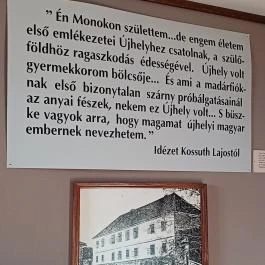 ” Én Monokon születtem...de engem életem
első emlékezetei Újhelyhez csatolnak, a szülő-
földhöz ragaszkodás édességével. Újhely volt
gyermekkorom bölcsője... És ami a madárfiók-
nak első bizonytalan szárny próbálgatásainál
az anyai fészek, nekem ez Újhely volt... S büsz-
ke vagyok arra, hogy magamat újhelyi magyar
embernek nevezhetem.”
Idézet Kossuth Lajostól